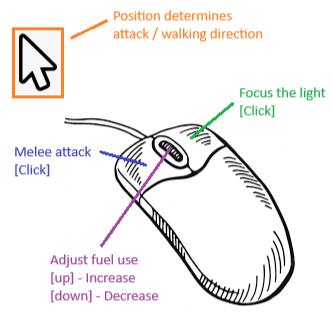 Position determines
attack / walking direction
Focus the light
[Click]
Melee attack
[Click]
Adjust fuel use
[up] - Increase
[down] - Decrease